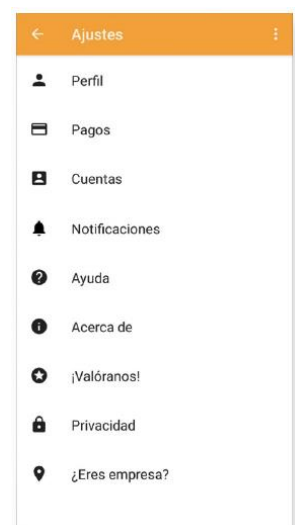 Ajustes
Perfil
Pagos
Cuentas
Notificaciones
Ayuda
Acerca de
¡Valóranos!
Privacidad
¿Eres empresa?